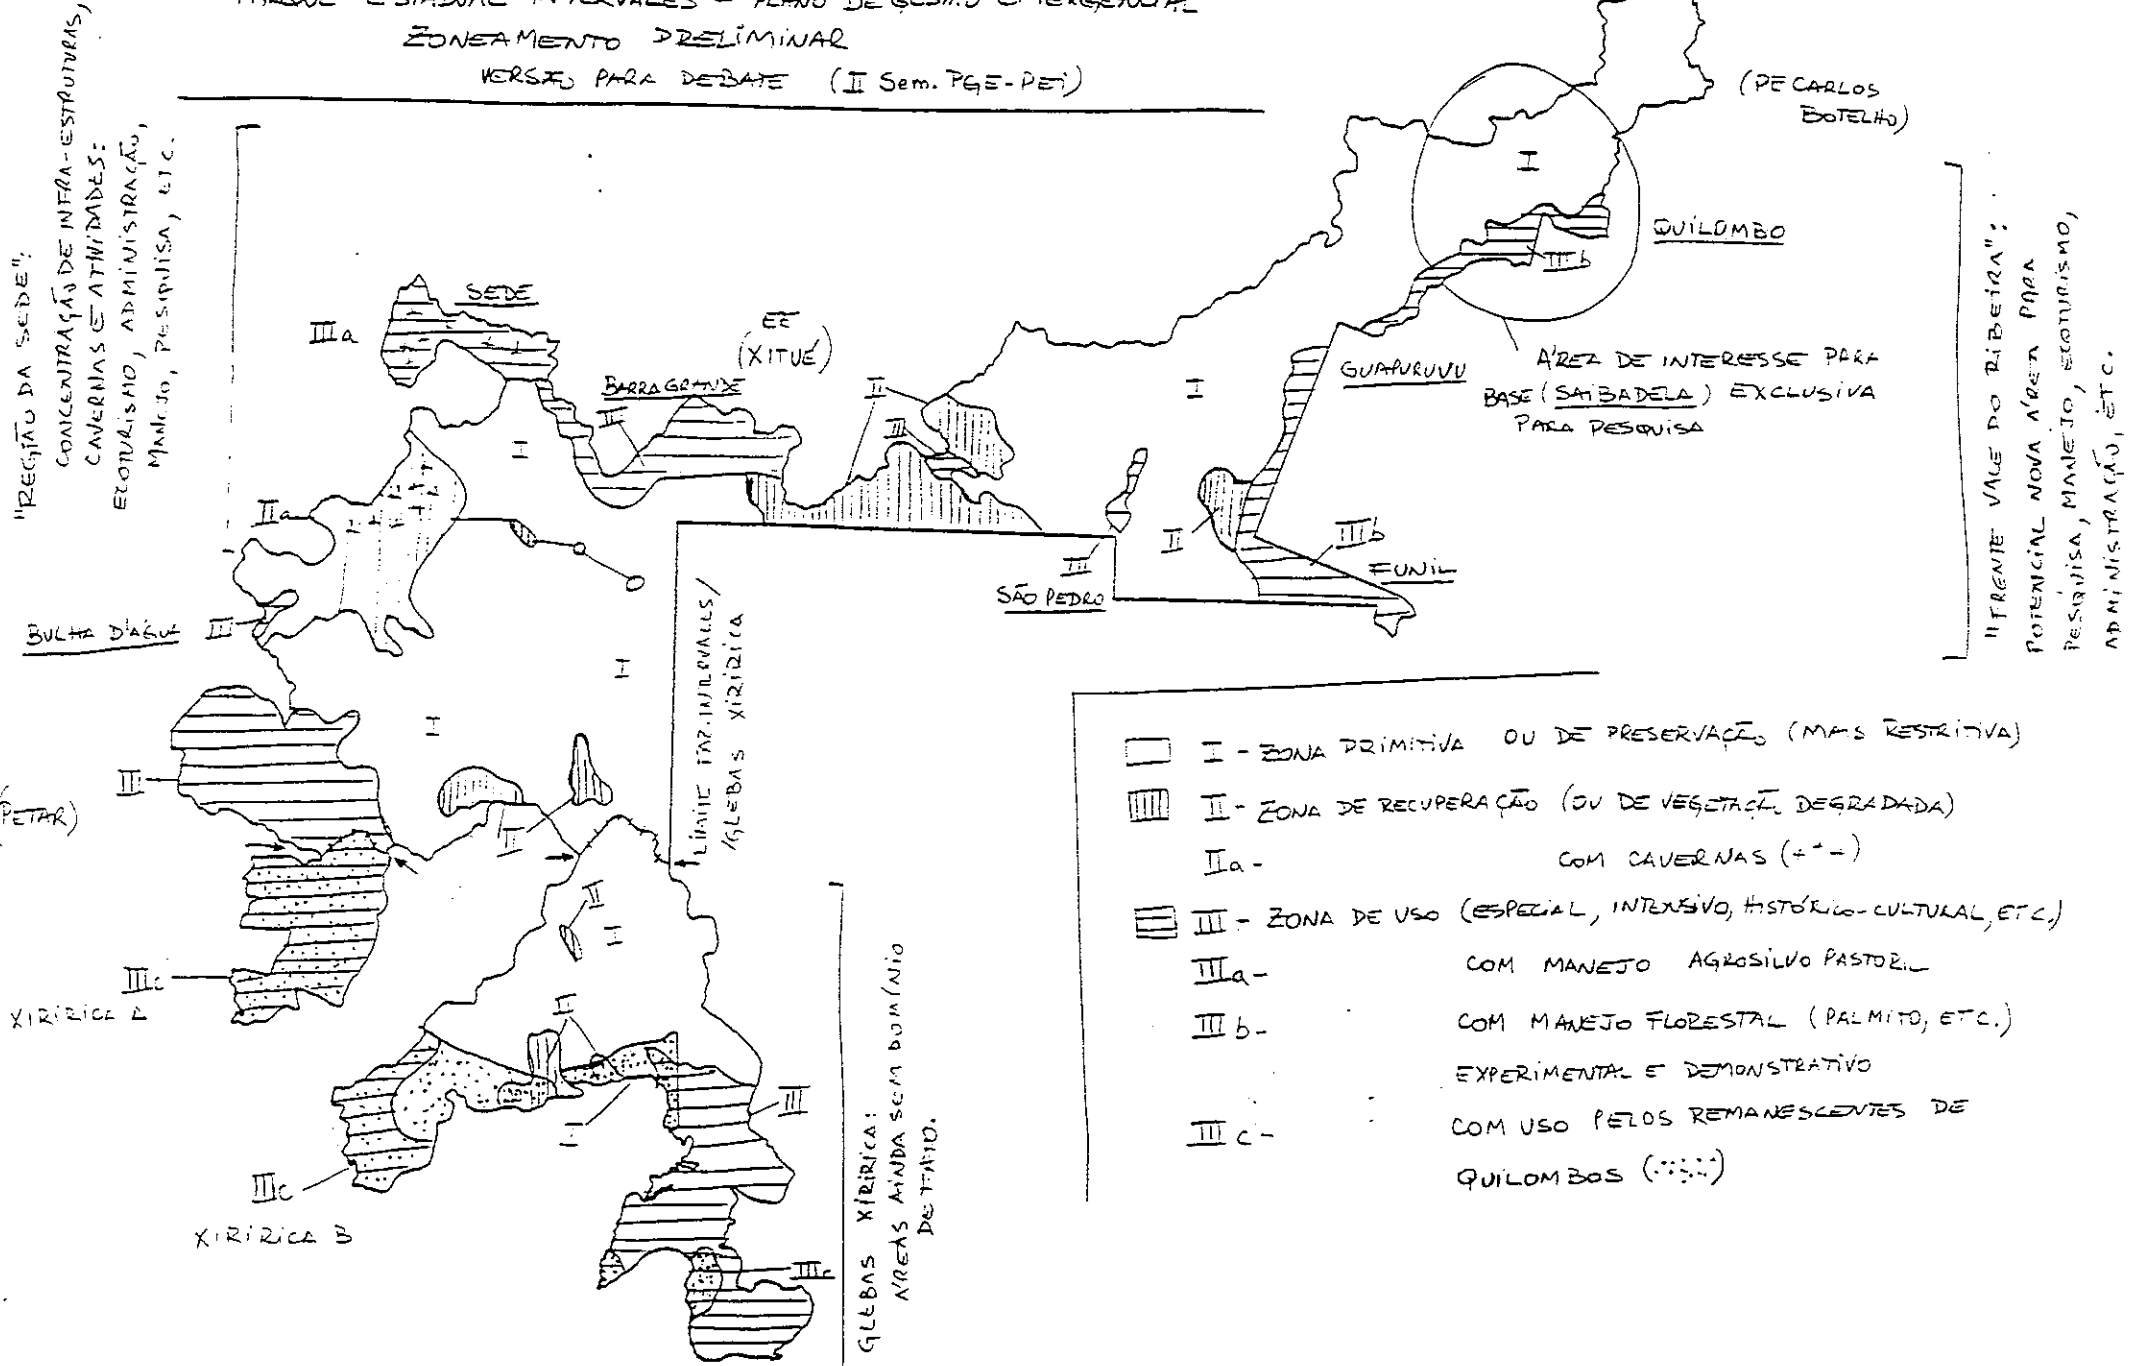 PARQUE ESTADUAL INTERVALES - PLANO DE GESTÃO EMERGENCIAL
ZONEAMENTO PRELIMINAR
VERSÃO PARA DEBATE (II Sem. PGE-PEI)
"REGIÃO DA SEDE":
CONCENTRAÇÃO DE INFRA-ESTRUTURAS,
CAVERNAS E ATIVIDADES:
ECOTURISMO, ADMINISTRAÇÃO,
MANEJO, PESQUISA, ETC.
(PE CARLOS
BOTELHO)
I
QUILOMBO
IIIb
"FRENTE VALE DO RIBEIRA":
POTENCIAL NOVA ÁREA PARA
PESQUISA, MANEJO, ECOTURISMO,
ADMINISTRAÇÃO, ETC.
SEDE
IIIa
EE
(XITUÉ)
BARRA GRANDE
III
II
III
I
GUAPURUVU
ÁREA DE INTERESSE PARA
BASE (SAIBADELA) EXCLUSIVA
PARA PESQUISA
I
IIa
II
IIIb
III
FUNIL
SÃO PEDRO
BULHA D'ÁGUA
III
I
LIMITE FAZ. INTERVALES/
/GLEBAS XIRIRICA
I
III
(PETAR)
II
I - ZONA PRIMITIVA OU DE PRESERVAÇÃO (MAIS RESTRITIVA)
II - ZONA DE RECUPERAÇÃO (OU DE VEGETAÇÃO DEGRADADA)
IIa - COM CAVERNAS
III - ZONA DE USO (ESPECIAL, INTENSIVO, HISTÓRICO-CULTURAL, ETC.)
IIIa - COM MANEJO AGROSILVO PASTORIL
IIIb - COM MANEJO FLORESTAL (PALMITO, ETC.)
EXPERIMENTAL E DEMONSTRATIVO
IIIc - COM USO PELOS REMANESCENTES DE
QUILOMBOS
II
I
IIIc
XIRIRICA A
II
III
I
IIIc
XIRIRICA B
IIIc
GLEBAS XIRIRICA:
ÁREAS AINDA SEM DOMÍNIO